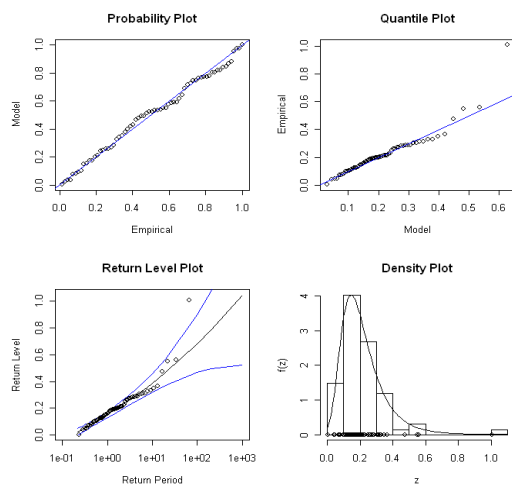 Probability Plot
Model
0.0 0.2 0.4 0.6 0.8 1.0
0.0 0.2 0.4 0.6 0.8 1.0
Empirical
Quantile Plot
Empirical
0.0 0.2 0.4 0.6 0.8 1.0
0.1 0.2 0.3 0.4 0.5 0.6
Model
Return Level Plot
Return Level
0.0 0.2 0.4 0.6 0.8 1.0
1e-01 1e+00 1e+01 1e+02 1e+03
Return Period
Density Plot
f(z)
0 1 2 3 4
0.0 0.2 0.4 0.6 0.8 1.0
z